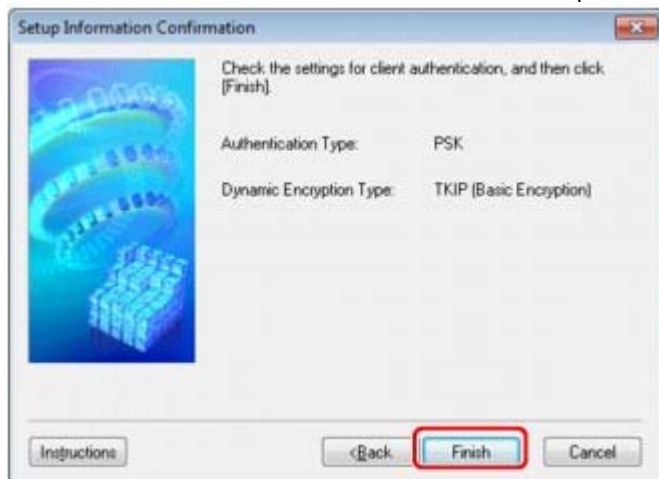 Setup Information Confirmation
Check the settings for client authentication, and then click
[Finish].
Authentication Type: PSK
Dynamic Encryption Type: TKIP (Basic Encryption)
Instructions <Back Finish Cancel